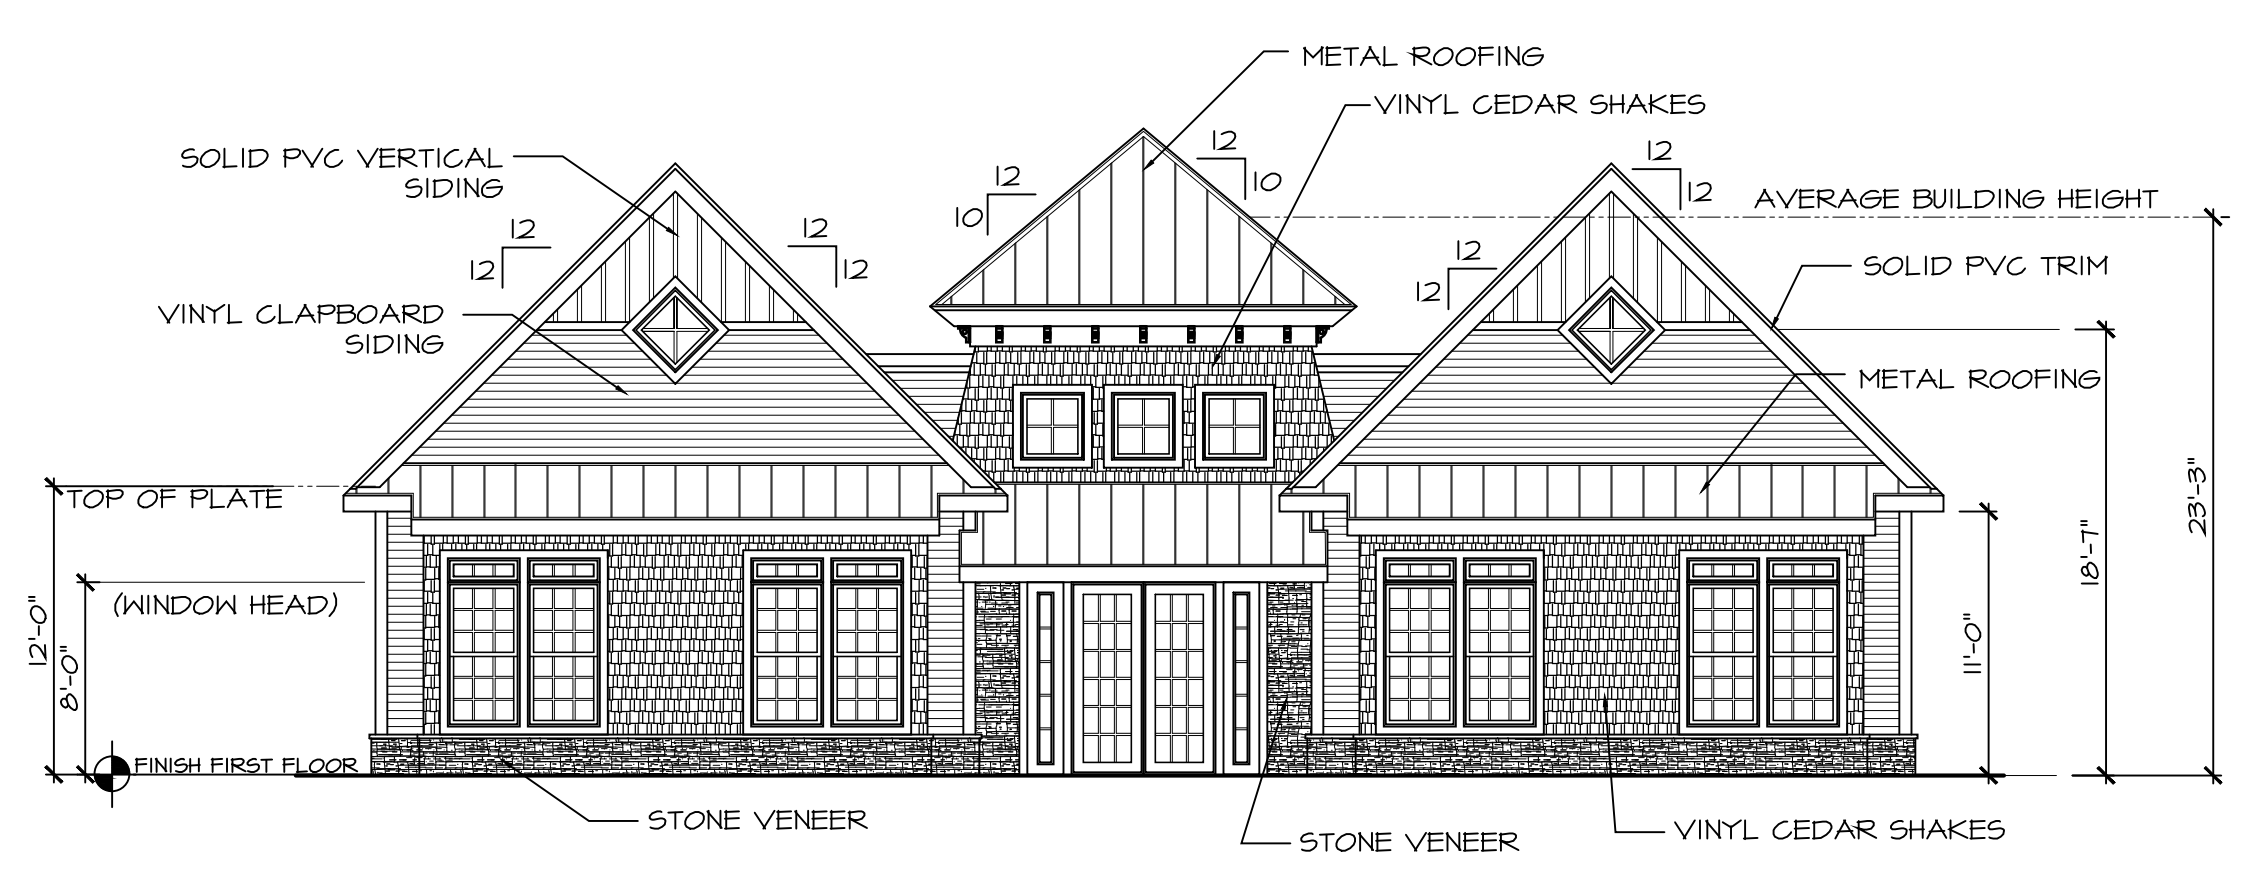 METAL ROOFING
VINYL CEDAR SHAKES
12
10
12
10
SOLID PVC VERTICAL
SIDING
12
12
12
12
12
12
AVERAGE BUILDING HEIGHT
12
12
SOLID PVC TRIM
VINYL CLAPBOARD
SIDING
METAL ROOFING
TOP OF PLATE
(WINDOW HEAD)
12'-0"
8'-0"
11'-0"
18'-7"
23'-3"
FINISH FIRST FLOOR
STONE VENEER
STONE VENEER
VINYL CEDAR SHAKES